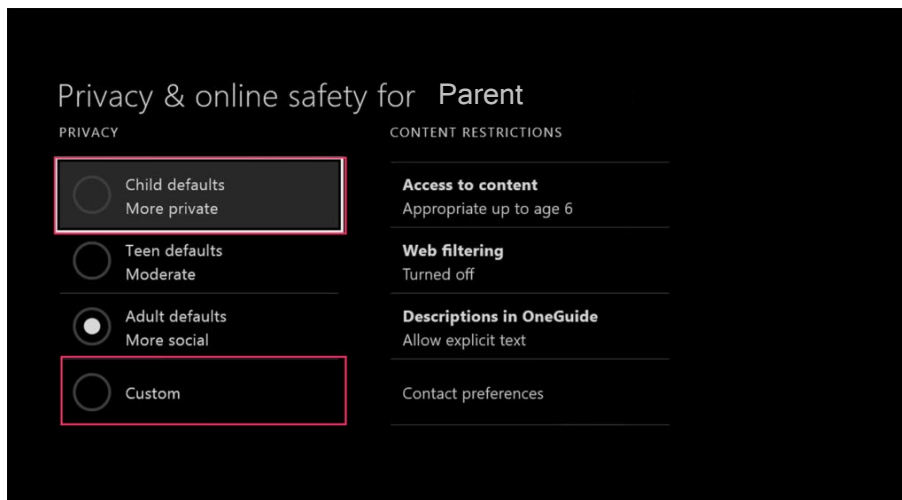 Privacy & online safety for Parent
PRIVACY
Child defaults
More private
Teen defaults
Moderate
Adult defaults
More social
Custom
CONTENT RESTRICTIONS
Access to content
Appropriate up to age 6
Web filtering
Turned off
Descriptions in OneGuide
Allow explicit text
Contact preferences